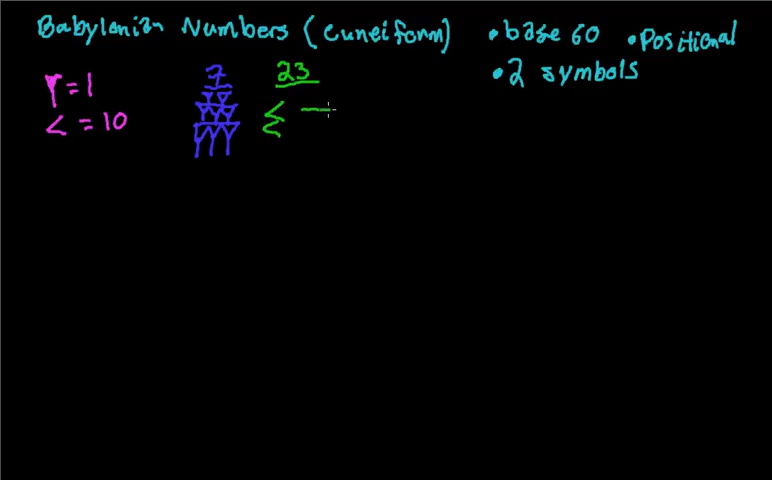 Babylonian Numbers (Cuneiform) • base 60 • Positional
• 2 symbols
𒁹 = 1
< = 10
7
23